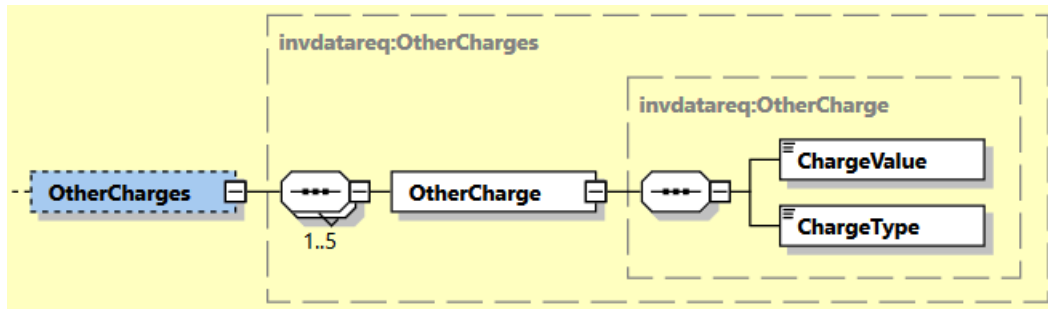 invdatareq:OtherCharges
invdatareq:OtherCharge
OtherCharges
OtherCharge
ChargeValue
ChargeType
1..5